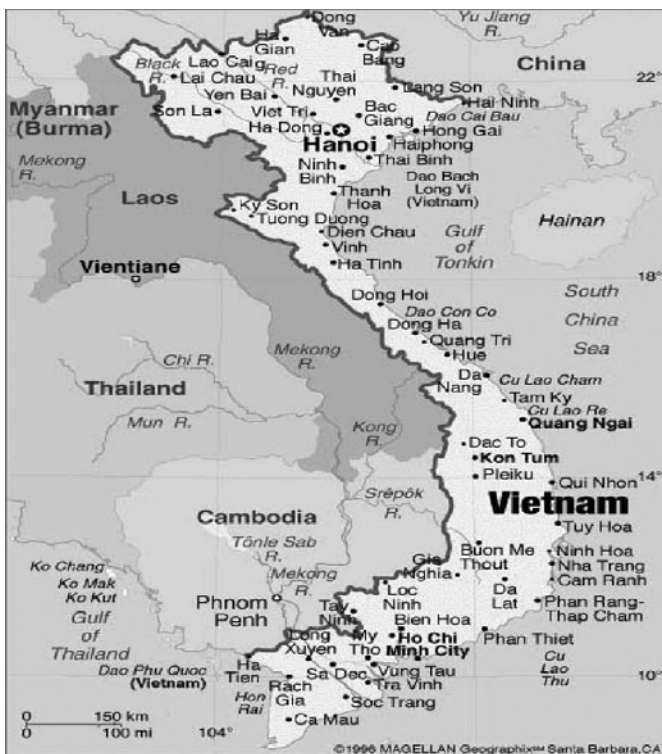 Dong
Van
Yu Jiang
R.
Ha
Gian
Cao
Bang
China
Lao Caig
Black
R.
Red
R.
Lai Chau
Thai
Nguyen
Lang Son
22°
Yen Bai
Hai Ninh
Myanmar
(Burma)
Son La
Viet Tri
Bac
Giang
Dao Cai Bau
Ha Dong
Hong Gai
Hanoi
Haiphong
Mekong
R.
Ninh
Binh
Thai Binh
Dao Bach
Long Vi
(Vietnam)
Laos
Thanh
Hoa
Ky Son
Tuong Duong
Hainan
Dien Chau
Gulf
of
Tonkin
Vinh
Vientiane
Ha Tinh
18°
Dong Hoi
South
China
Sea
Dao Con Co
Dong Ha
Quang Tri
Mekong
R.
Hue
Chi R.
Da
Nang
Cu Lao Cham
Thailand
Tam Ky
Cu Lao Re
Mun R.
Kong
R.
Quang Ngai
Dac To
Kon Tum
Pleiku
14°
Qui Nhon
Srêpôk
R.
Vietnam
Cambodia
Tuy Hoa
Tônle Sab
R.
Buon Me
Thout
Ninh Hoa
Gia
Nghia
Nha Trang
Ko Chang
Ko Mak
Ko Kut
Mekong
R.
Cam Ranh
Loc
Ninh
Da
Lat
Phnom
Penh
Tay
Ninh
Phan Rang-
Thap Cham
Gulf
of
Thailand
Bien Hoa
Long
Xuyen
My
Tho
Ho Chi
Minh City
Phan Thiet
Ha
Tien
Cu
Lao
Thu
Dao Phu Quoc
(Vietnam)
Sa Dec
Vung Tau
10°
Rach
Gia
Tra Vinh
Hon
Rai
Soc Trang
Ca Mau
0 150 km
0 100 mi
104°
©1996 MAGELLAN Geographix℠ Santa Barbara, CA